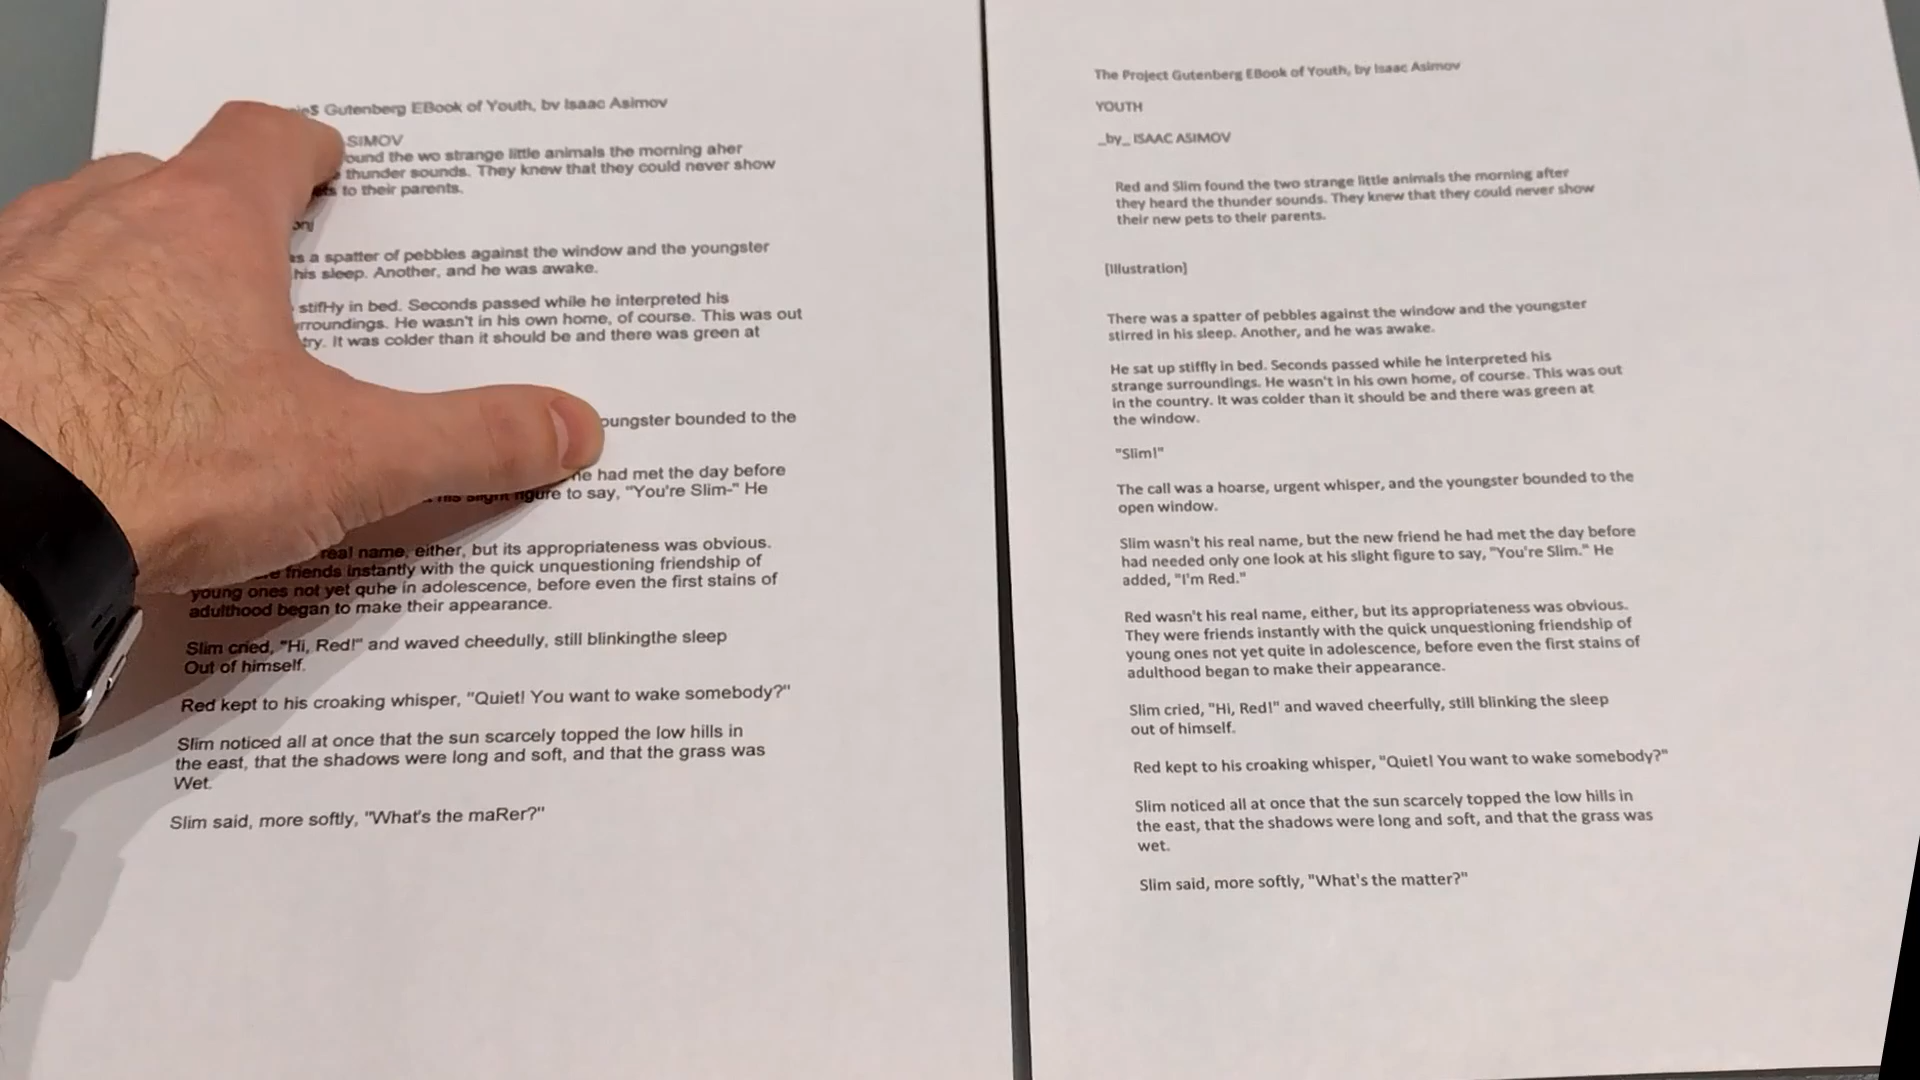 Gutenberg EBook of Youth, bv Isaac Asimov
SIMOV
ound the wo strange little animals the morning aher
thunder sounds. They knew that they could never show
to their parents.
a spatter of pebbles against the window and the youngster
his sleep. Another, and he was awake.
stifHy in bed. Seconds passed while he interpreted his
rroundings. He wasn't in his own home, of course. This was out
try. It was colder than it should be and there was green at
oungster bounded to the
he had met the day before
his slight figure to say, "You're Slim-" He
real name, either, but its appropriateness was obvious.
friends instantly with the quick unquestioning friendship of
young ones not yet quhe in adolescence, before even the first stains of
adulthood began to make their appearance.
Slim cried, "Hi, Red!" and waved cheedully, still blinkingthe sleep
Out of himself.
Red kept to his croaking whisper, "Quiet! You want to wake somebody?"
Slim noticed all at once that the sun scarcely topped the low hills in
the east, that the shadows were long and soft, and that the grass was
Wet.
Slim said, more softly, "What's the maRer?"
The Project Gutenberg EBook of Youth, by Isaac Asimov
YOUTH
_by_ ISAAC ASIMOV
Red and Slim found the two strange little animals the morning after
they heard the thunder sounds. They knew that they could never show
their new pets to their parents.
[Illustration]
There was a spatter of pebbles against the window and the youngster
stirred in his sleep. Another, and he was awake.
He sat up stiffly in bed. Seconds passed while he interpreted his
strange surroundings. He wasn't in his own home, of course. This was out
in the country. It was colder than it should be and there was green at
the window.
"Slim!"
The call was a hoarse, urgent whisper, and the youngster bounded to the
open window.
Slim wasn't his real name, but the new friend he had met the day before
had needed only one look at his slight figure to say, "You're Slim." He
added, "I'm Red."
Red wasn't his real name, either, but its appropriateness was obvious.
They were friends instantly with the quick unquestioning friendship of
young ones not yet quite in adolescence, before even the first stains of
adulthood began to make their appearance.
Slim cried, "Hi, Red!" and waved cheerfully, still blinking the sleep
out of himself.
Red kept to his croaking whisper, "Quiet! You want to wake somebody?"
Slim noticed all at once that the sun scarcely topped the low hills in
the east, that the shadows were long and soft, and that the grass was
wet.
Slim said, more softly, "What's the matter?"